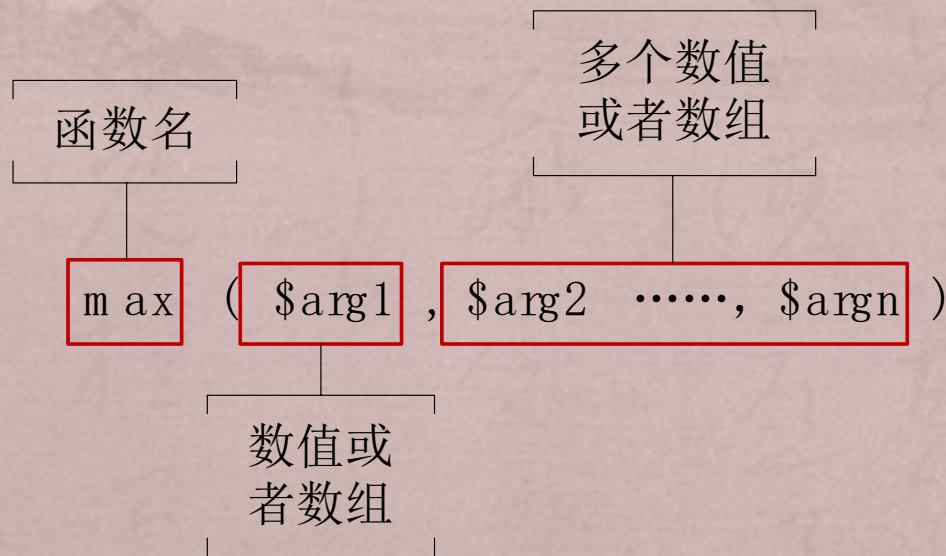 多个数值
或者数组
函数名
max ( $arg1 , $arg2 ……, $argn )
数值或
者数组